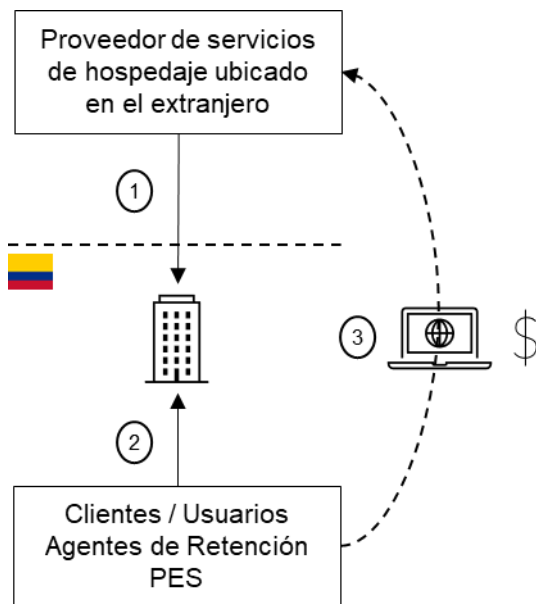 Proveedor de servicios
de hospedaje ubicado
en el extranjero
1
3
$
2
Clientes / Usuarios
Agentes de Retención
PES